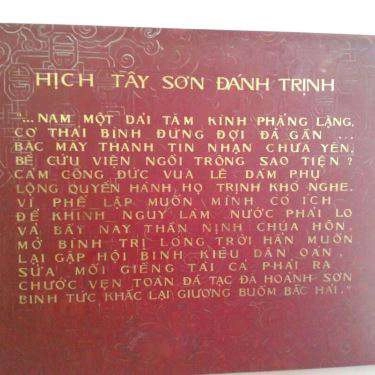 HỊCH TÂY SƠN ĐÁNH TRỊNH
"...NAM MỘT DẢI TĂM KÌNH PHẲNG LẶNG,
CƠ THÁI BÌNH ĐỨNG ĐỢI ĐÃ GẦN ...
BẮC MẤY THÀNH TIN NHẠN CHƯA YÊN,
BỀ CỨU VIỆN NGỒI TRÔNG SAO TIỆN ?
CẢM CÔNG ĐỨC VUA LÊ DÁM PHỤ
LỘNG QUYỀN HÀNH, HỌ TRỊNH KHÓ NGHE.
VÌ PHẾ LẬP MUỐN MÌNH CÓ ÍCH
ĐỂ KHINH NGUY LÀM NƯỚC PHẢI LO
VẢ BẤY NAY THẦN NỊNH CHÚA HÔN,
MỞ BÌNH TRỊ LÒNG TRỜI HẲN MUỐN
LẠI GẶP HỘI BINH KIÊU DÂN OÁN,
SỬA MỐI GIỀNG TÀI CẢ PHẢI RA
CHƯỚC VẸN TOÀN ĐÃ TẠC ĐÁ HOÀNH SƠN
BINH TỨC KHẮC LẠI GIƯƠNG BUỒM BẮC HẢI."